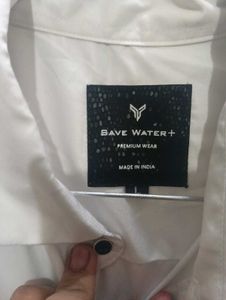 SAVE WATER+
PREMIUM WEAR
MADE IN INDIA